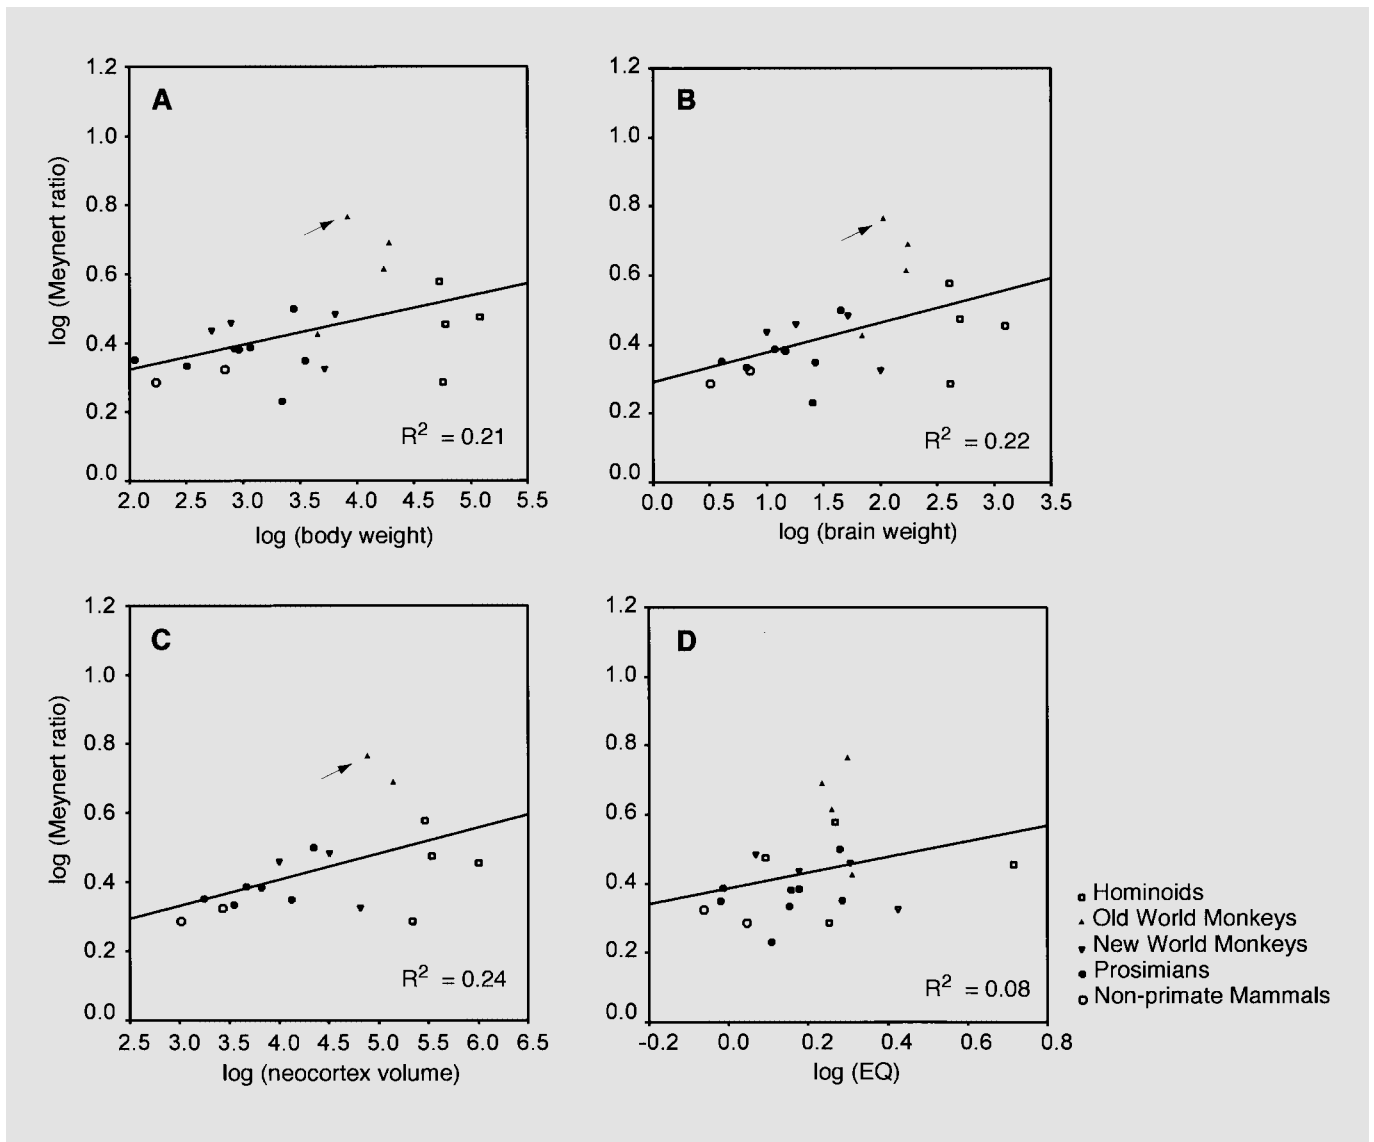 A
1.2
1.0
0.8
0.6
0.4
0.2
0.0
log (Meynert ratio)
R2 = 0.21
2.0 2.5 3.0 3.5 4.0 4.5 5.0 5.5
log (body weight)
B
1.2
1.0
0.8
0.6
0.4
0.2
0.0
R2 = 0.22
0.0 0.5 1.0 1.5 2.0 2.5 3.0 3.5
log (brain weight)
C
1.2
1.0
0.8
0.6
0.4
0.2
0.0
log (Meynert ratio)
R2 = 0.24
2.5 3.0 3.5 4.0 4.5 5.0 5.5 6.0 6.5
log (neocortex volume)
D
1.2
1.0
0.8
0.6
0.4
0.2
0.0
R2 = 0.08
-0.2 0.0 0.2 0.4 0.6 0.8
log (EQ)
Hominoids
Old World Monkeys
New World Monkeys
Prosimians
Non-primate Mammals